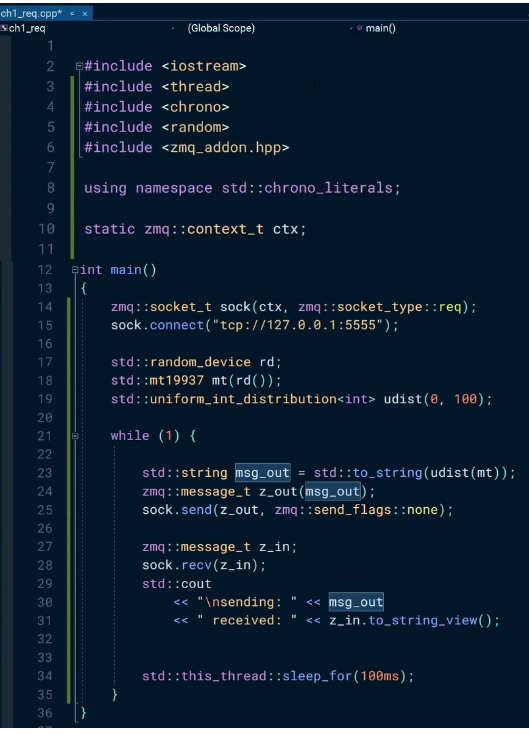 ch1_req.cpp*
ch1_req (Global Scope) main()
1
2 #include <iostream>
3 #include <thread>
4 #include <chrono>
5 #include <random>
6 #include <zmq_addon.hpp>
7
8 using namespace std::chrono_literals;
9
10 static zmq::context_t ctx;
11
12 int main()
13 {
14 zmq::socket_t sock(ctx, zmq::socket_type::req);
15 sock.connect("tcp://127.0.0.1:5555");
16
17 std::random_device rd;
18 std::mt19937 mt(rd());
19 std::uniform_int_distribution<int> udist(0, 100);
20
21 while (1) {
22
23 std::string msg_out = std::to_string(udist(mt));
24 zmq::message_t z_out(msg_out);
25 sock.send(z_out, zmq::send_flags::none);
26
27 zmq::message_t z_in;
28 sock.recv(z_in);
29 std::cout
30 << "\nsending: " << msg_out
31 << " received: " << z_in.to_string_view();
32
33
34 std::this_thread::sleep_for(100ms);
35 }
36 }